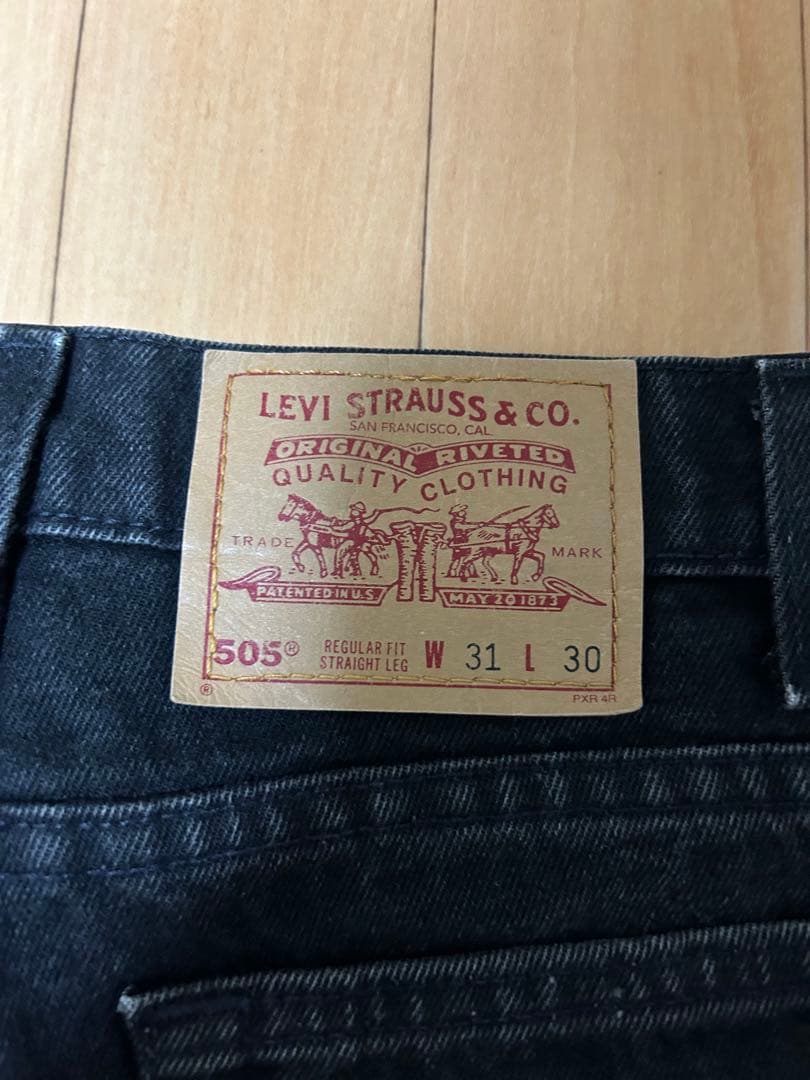 LEVI STRAUSS & CO.
SAN FRANCISCO, CAL.
ORIGINAL RIVETED
QUALITY CLOTHING
TRADE MARK
PATENTED IN U.S. MAY 20 1873
505® REGULAR FIT STRAIGHT LEG W 31 L 30
® PXR 4R